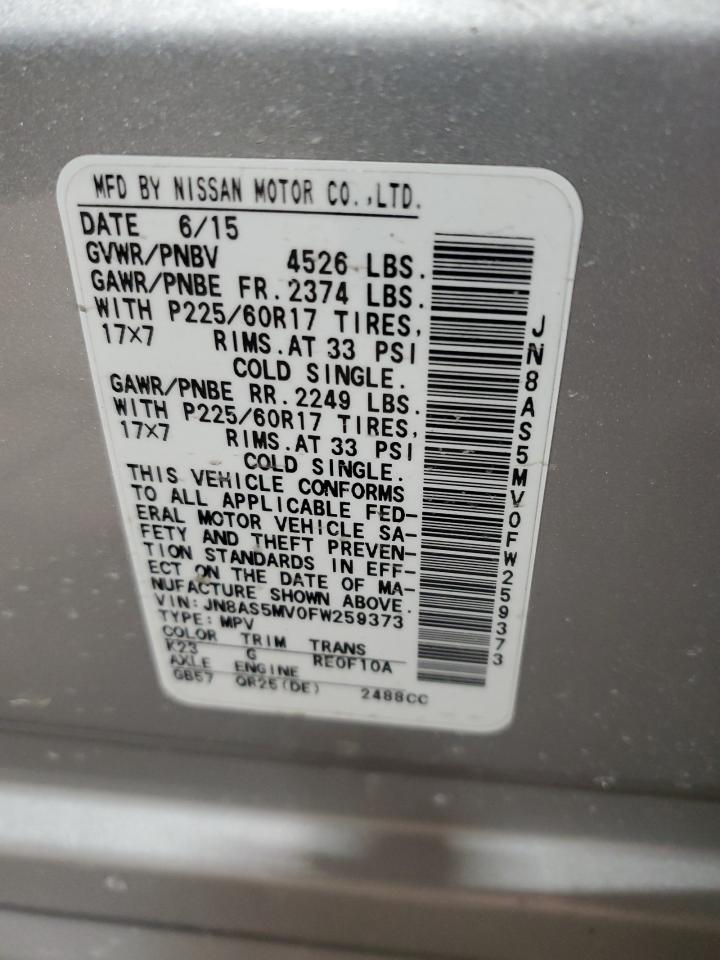 MFD BY NISSAN MOTOR CO.,LTD.
DATE 6/15
GVWR/PNBV 4526 LBS.
GAWR/PNBE FR. 2374 LBS.
WITH P225/60R17 TIRES,
17X7 RIMS.AT 33 PSI
COLD SINGLE.
GAWR/PNBE RR. 2249 LBS.
WITH P225/60R17 TIRES,
17X7 RIMS.AT 33 PSI
COLD SINGLE.
THIS VEHICLE CONFORMS
TO ALL APPLICABLE FED-
ERAL MOTOR VEHICLE SA-
FETY AND THEFT PREVEN-
TION STANDARDS IN EFF-
ECT ON THE DATE OF MA-
NUFACTURE SHOWN ABOVE.
VIN: JN8AS5MV0FW259373
TYPE: MPV
COLOR TRIM TRANS
K23 G RE0F10A
AXLE ENGINE
GB57 QR25(DE) 2488CC
JN8AS5MV0FW259373